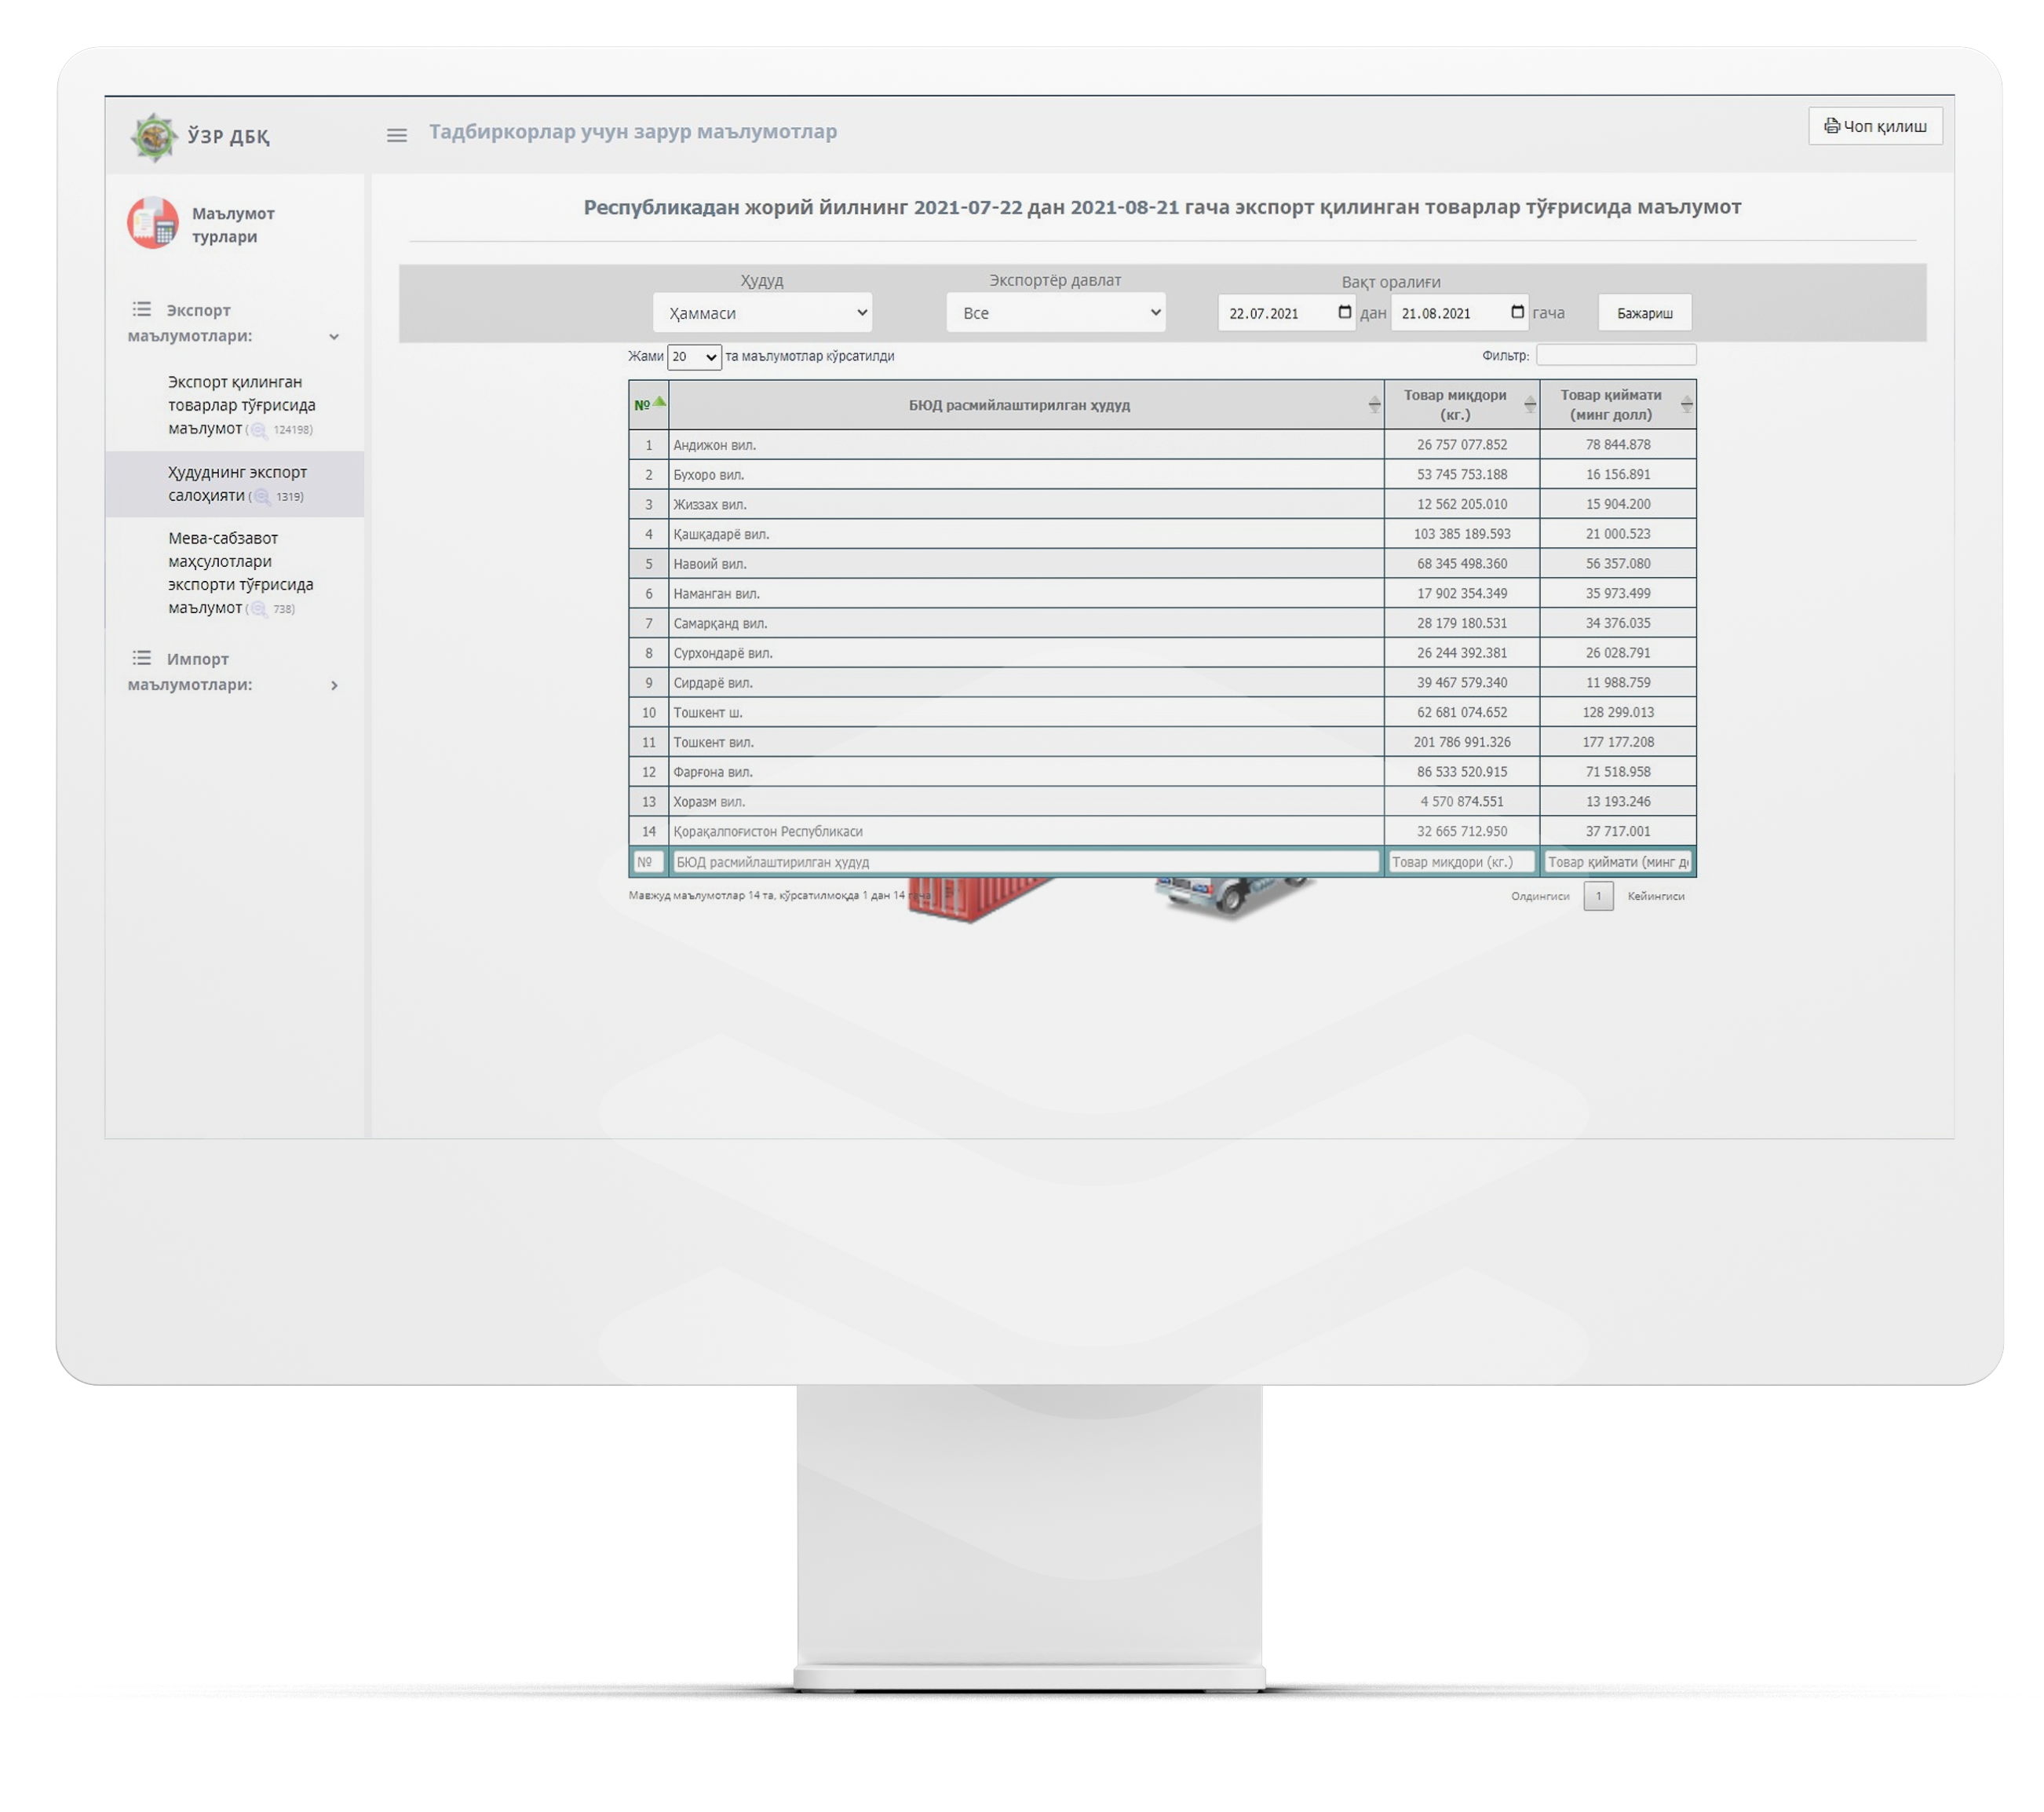 ЎЗР ДБҚ
Тадбиркорлар учун зарур маълумотлар
Чоп қилиш
Маълумот
турлари
Экспорт
маълумотлари:
Экспорт қилинган
товарлар тўғрисида
маълумот ( 124198)
Ҳудуднинг экспорт
салоҳияти ( 1319)
Мева-сабзавот
маҳсулотлари
экспорти тўғрисида
маълумот ( 738)
Импорт
маълумотлари:
Республикадан жорий йилнинг 2021-07-22 дан 2021-08-21 гача экспорт қилинган товарлар тўғрисида маълумот
Ҳудуд Экспортёр давлат Вақт оралиғи
Ҳаммаси Все 22.07.2021 дан 21.08.2021 гача Бажариш
Жами 20 та маълумотлар кўрсатилди Фильтр:
№ БЮД расмийлаштирилган ҳудуд Товар миқдори (кг.) Товар қиймати (минг долл)
1 Андижон вил. 26 757 077.852 78 844.878
2 Бухоро вил. 53 745 753.188 16 156.891
3 Жиззах вил. 12 562 205.010 15 904.200
4 Қашқадарё вил. 103 385 189.593 21 000.523
5 Навоий вил. 68 345 498.360 56 357.080
6 Наманган вил. 17 902 354.349 35 973.499
7 Самарқанд вил. 28 179 180.531 34 376.035
8 Сурхондарё вил. 26 244 392.381 26 028.791
9 Сирдарё вил. 39 467 579.340 11 988.759
10 Тошкент ш. 62 681 074.652 128 299.013
11 Тошкент вил. 201 786 991.326 177 177.208
12 Фарғона вил. 86 533 520.915 71 518.958
13 Хоразм вил. 4 570 874.551 13 193.246
14 Қорақалпоғистон Республикаси 32 665 712.950 37 717.001
№ БЮД расмийлаштирилган ҳудуд Товар миқдори (кг.) Товар қиймати (минг д
Мавжуд маълумотлар 14 та, кўрсатилмоқда 1 дан 14 гача Олдингиси 1 Кейингиси